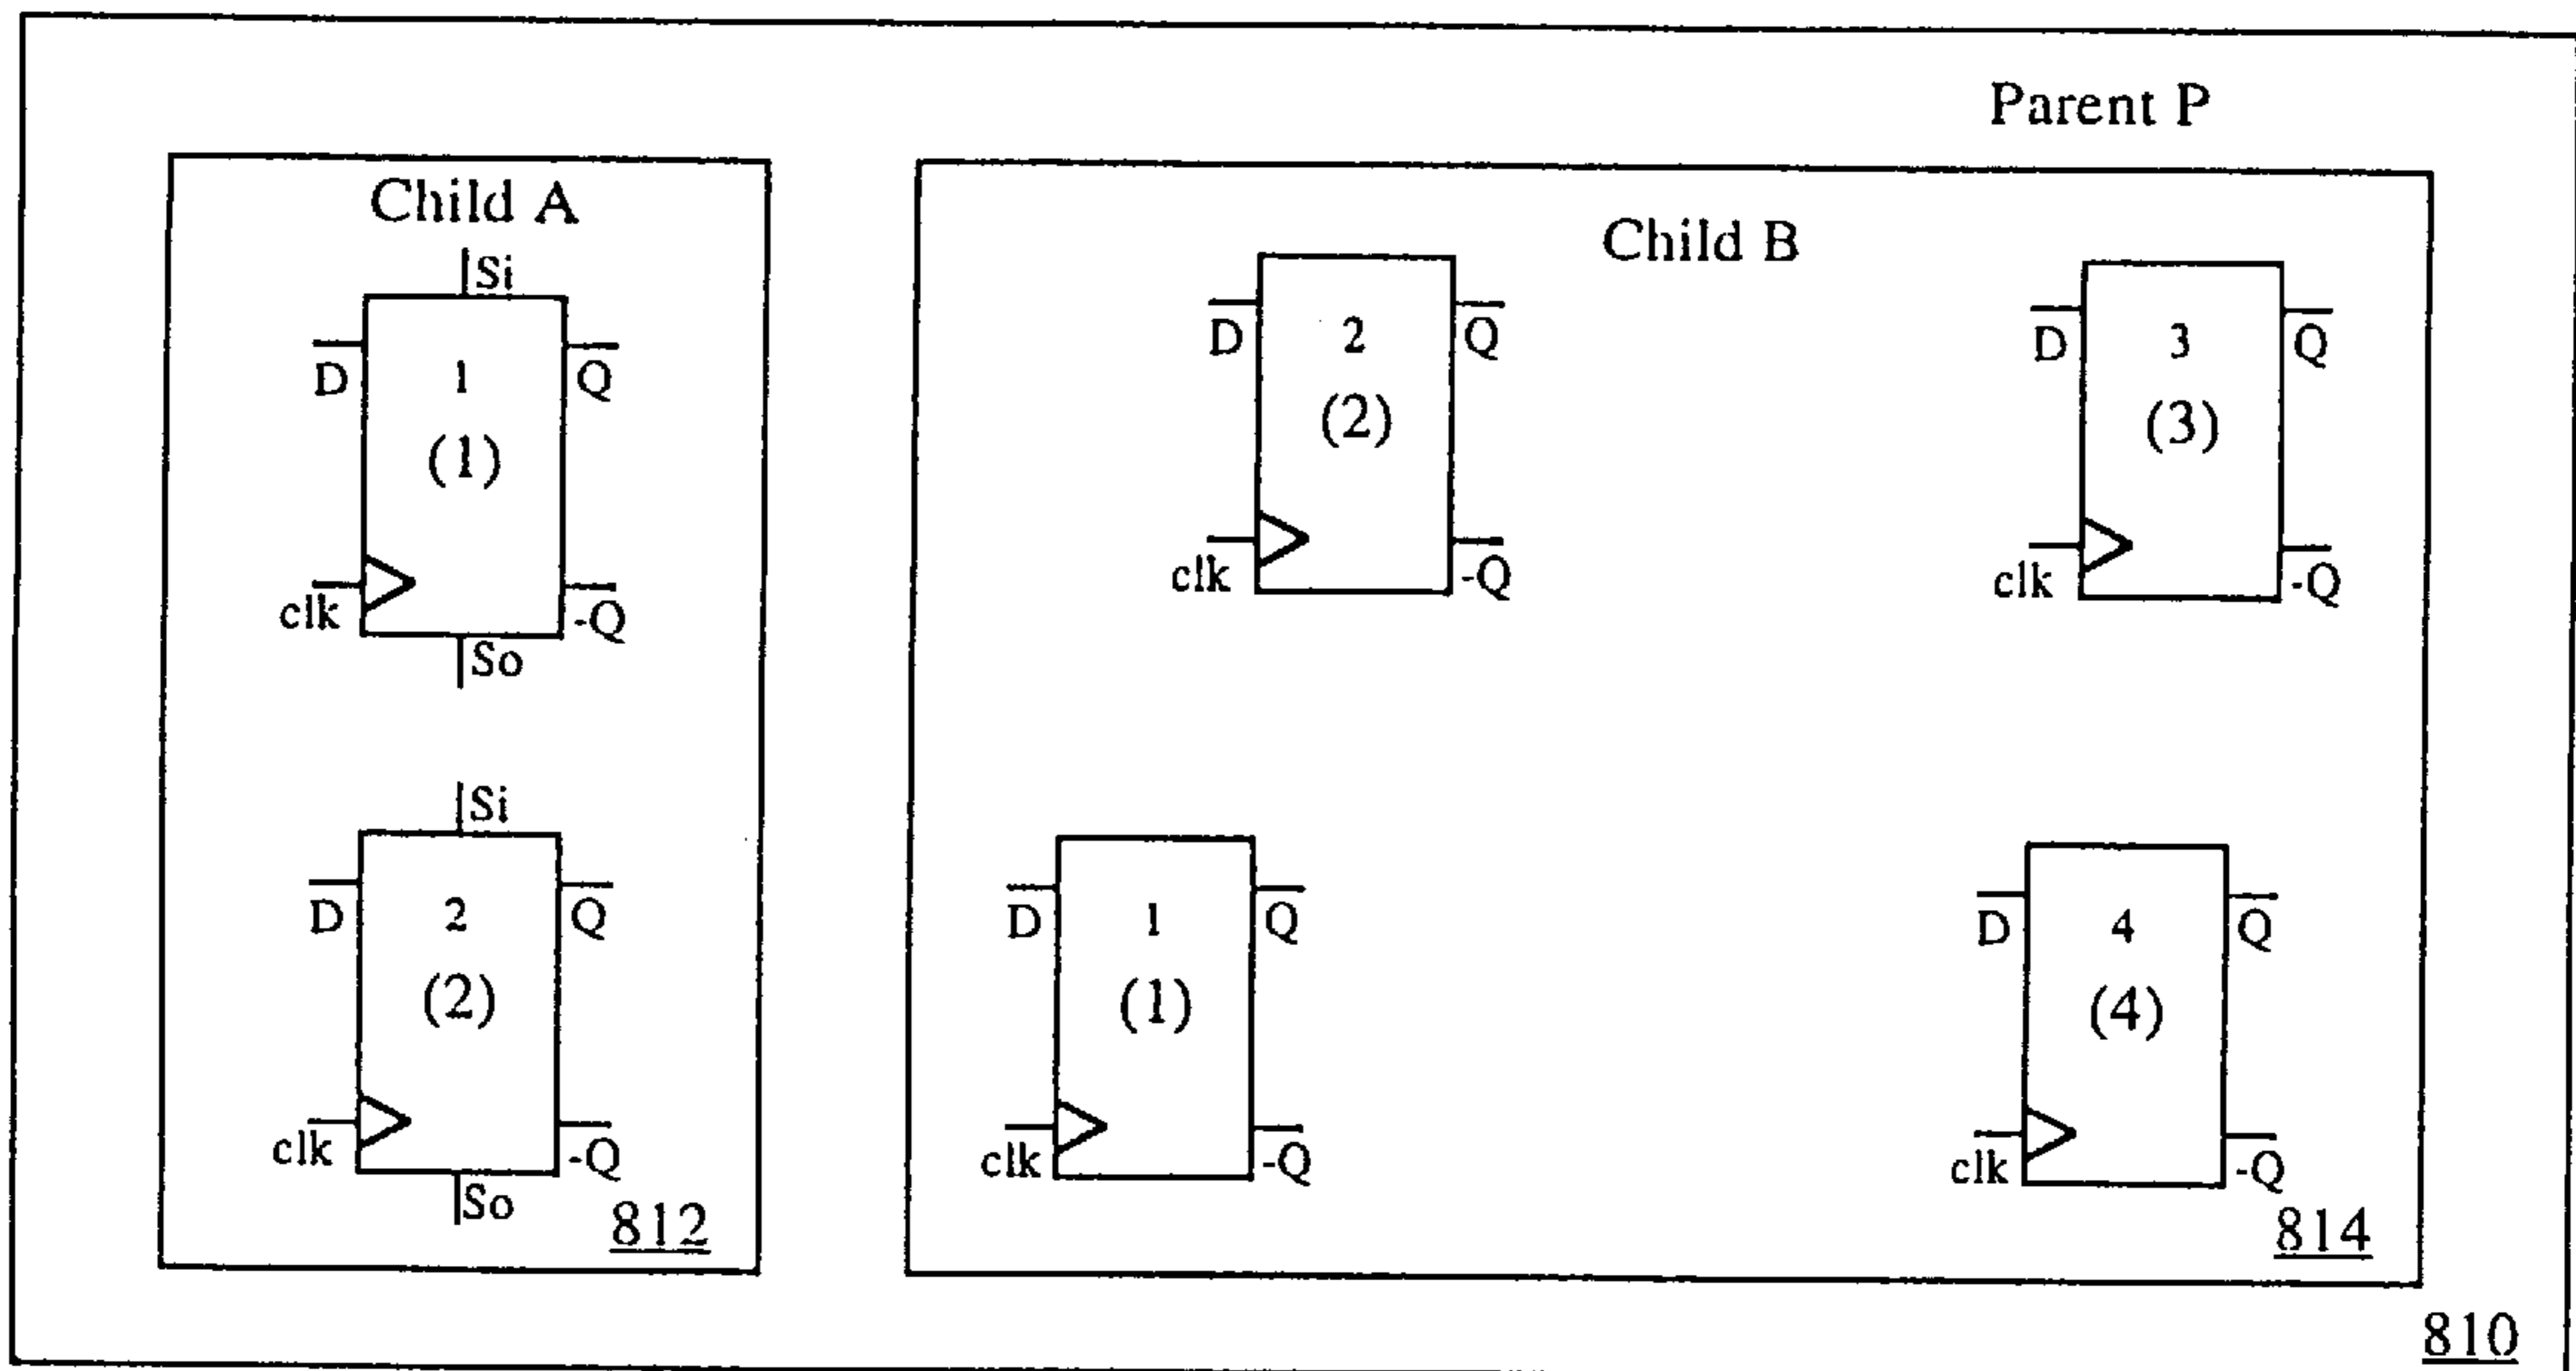 Parent P
Child A
Si
D 1 Q
(1)
clk -Q
So
Si
D 2 Q
(2)
clk -Q
So
812
Child B
D 2 Q
(2)
clk -Q
D 3 Q
(3)
clk -Q
D 1 Q
(1)
clk -Q
D 4 Q
(4)
clk -Q
814
810